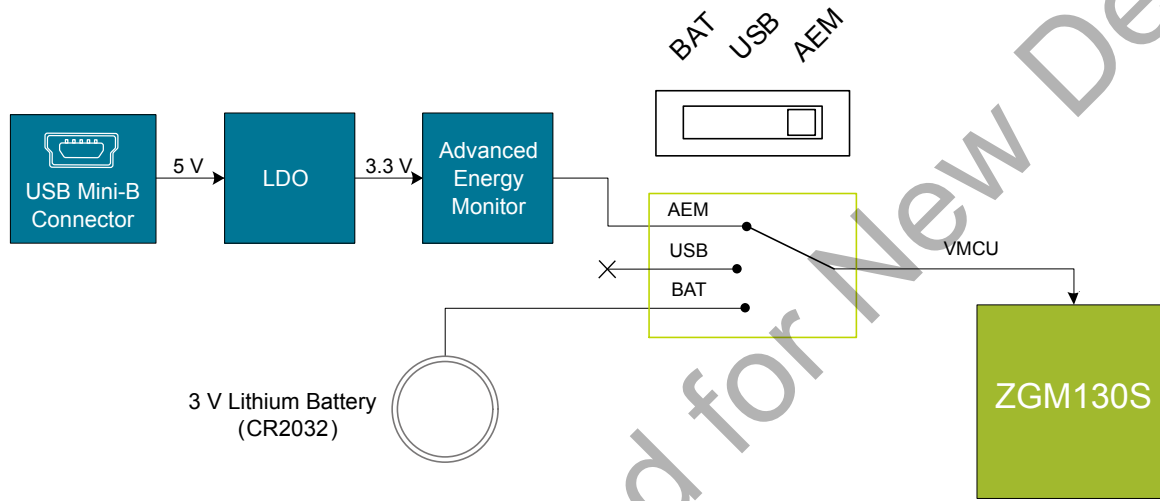 BAT
USB
AEM
USB Mini-B
Connector
5 V
LDO
3.3 V
Advanced
Energy
Monitor
AEM
USB
BAT
VMCU
3 V Lithium Battery
(CR2032)
ZGM130S
d for New De